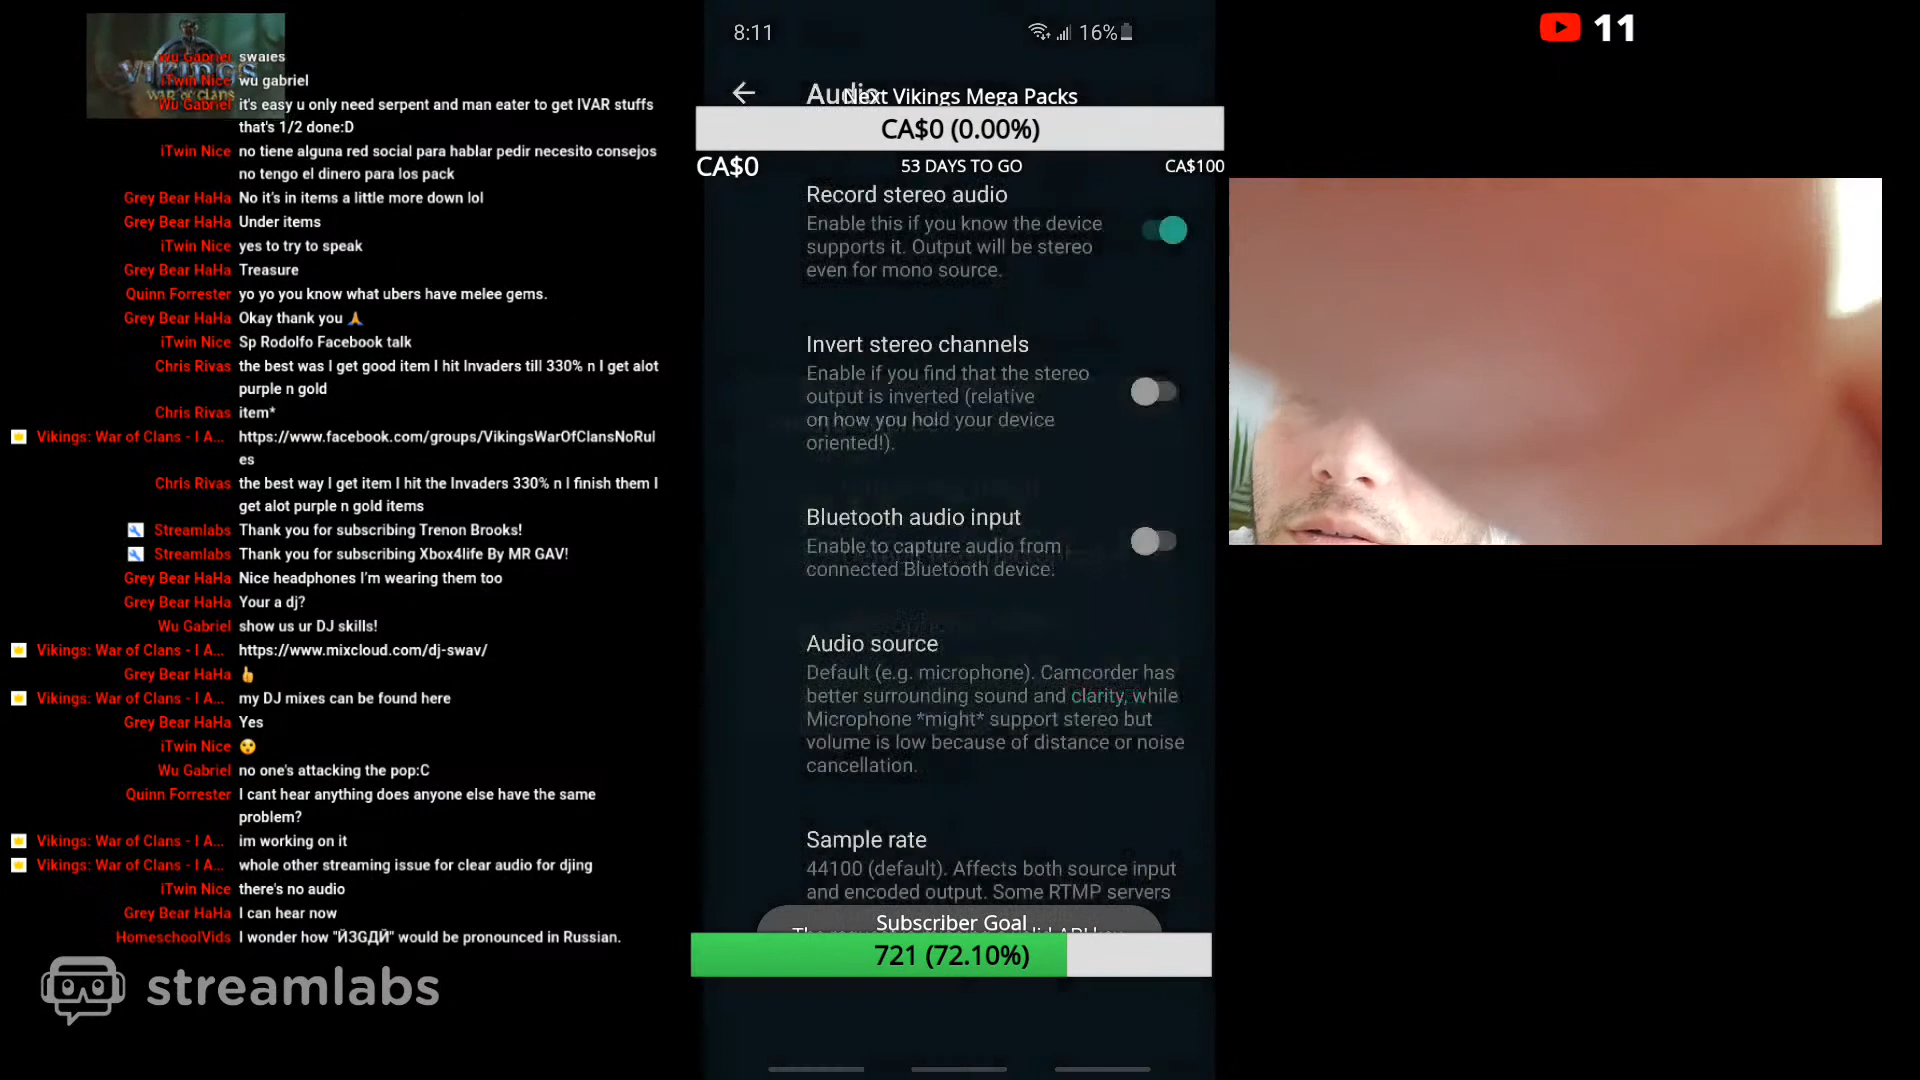 VIKINGS
WAR OF CLANS
Wu Gabriel swaies
iTwin Nice wu gabriel
Wu Gabriel it's easy u only need serpent and man eater to get IVAR stuffs
that's 1/2 done:D
iTwin Nice no tiene alguna red social para hablar pedir necesito consejos
no tengo el dinero para los pack
Grey Bear HaHa No it's in items a little more down lol
Grey Bear HaHa Under items
iTwin Nice yes to try to speak
Grey Bear HaHa Treasure
Quinn Forrester yo yo you know what ubers have melee gems.
Grey Bear HaHa Okay thank you 🙏
iTwin Nice Sp Rodolfo Facebook talk
Chris Rivas the best was I get good item I hit Invaders till 330% n I get alot
purple n gold
Chris Rivas item*
Vikings: War of Clans - I A... https://www.facebook.com/groups/VikingsWarOfClansNoRul
es
Chris Rivas the best way I get item I hit the Invaders 330% n I finish them I
get alot purple n gold items
Streamlabs Thank you for subscribing Trenon Brooks!
Streamlabs Thank you for subscribing Xbox4life By MR GAV!
Grey Bear HaHa Nice headphones I'm wearing them too
Grey Bear HaHa Your a dj?
Wu Gabriel show us ur DJ skills!
Vikings: War of Clans - I A... https://www.mixcloud.com/dj-swav/
Grey Bear HaHa 👍
Vikings: War of Clans - I A... my DJ mixes can be found here
Grey Bear HaHa Yes
iTwin Nice 😲
Wu Gabriel no one's attacking the pop:C
Quinn Forrester I cant hear anything does anyone else have the same
problem?
Vikings: War of Clans - I A... im working on it
Vikings: War of Clans - I A... whole other streaming issue for clear audio for djing
iTwin Nice there's no audio
Grey Bear HaHa I can hear now
HomeschoolVids I wonder how "ЙЗGДЙ" would be pronounced in Russian.
streamlabs
8:11
16%
Audio
Next Vikings Mega Packs
CA$0 (0.00%)
CA$0 53 DAYS TO GO CA$100
Record stereo audio
Enable this if you know the device
supports it. Output will be stereo
even for mono source.
Invert stereo channels
Enable if you find that the stereo
output is inverted (relative
on how you hold your device
oriented!).
Bluetooth audio input
Enable to capture audio from
connected Bluetooth device.
Audio source
Default (e.g. microphone). Camcorder has
better surrounding sound and clarity, while
Microphone *might* support stereo but
volume is low because of distance or noise
cancellation.
Sample rate
44100 (default). Affects both source input
and encoded output. Some RTMP servers
Subscriber Goal
721 (72.10%)
11